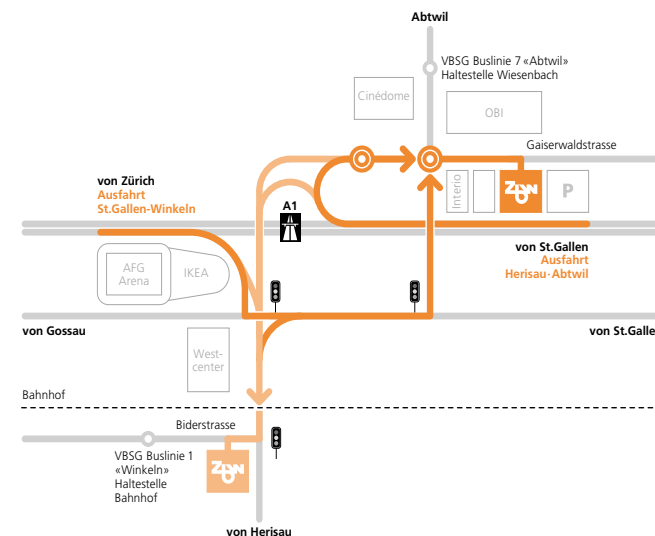 Abtwil
VBSG Buslinie 7 «Abtwil»
Haltestelle Wiesenbach
Cinédome
OBI
Gaiserwaldstrasse
von Zürich
Ausfahrt
St.Gallen-Winkeln
A1
Interio
P
von St.Gallen
Ausfahrt
Herisau·Abtwil
AFG
Arena
IKEA
von Gossau
von St.Galle
West-
center
Bahnhof
Biderstrasse
VBSG Buslinie 1
«Winkeln»
Haltestelle
Bahnhof
von Herisau